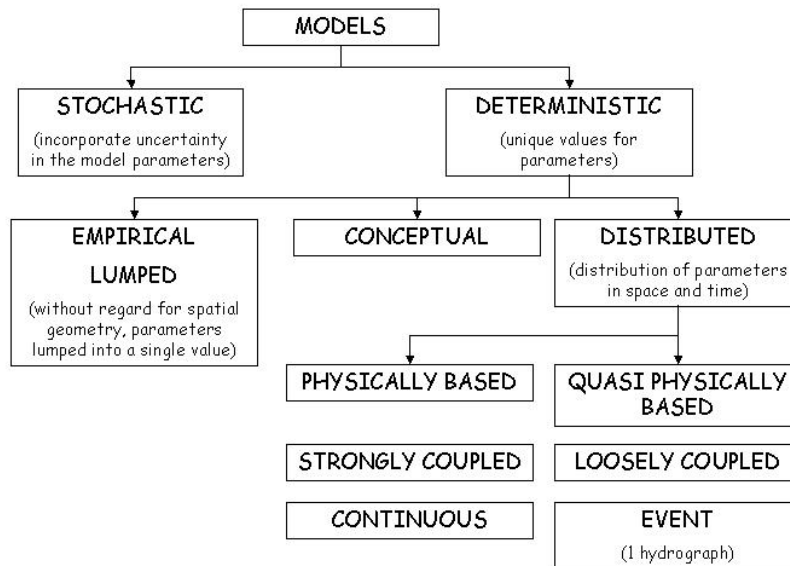 MODELS
STOCHASTIC
(incorporate uncertainty
in the model parameters)
DETERMINISTIC
(unique values for
parameters)
EMPIRICAL
LUMPED
(without regard for spatial
geometry, parameters
lumped into a single value)
CONCEPTUAL
DISTRIBUTED
(distribution of parameters
in space and time)
PHYSICALLY BASED
QUASI PHYSICALLY
BASED
STRONGLY COUPLED
LOOSELY COUPLED
CONTINUOUS
EVENT
(1 hydrograph)